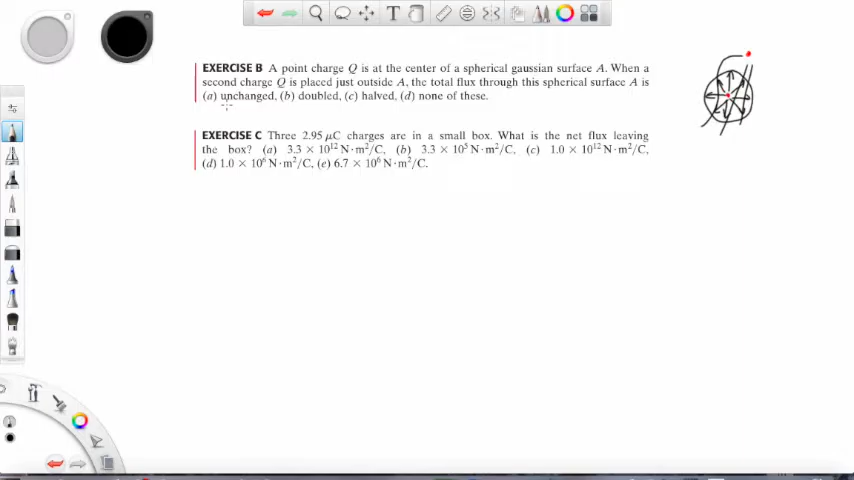 EXERCISE B A point charge Q is at the center of a spherical gaussian surface A. When a
second charge Q is placed just outside A, the total flux through this spherical surface A is
(a) unchanged, (b) doubled, (c) halved, (d) none of these.
EXERCISE C Three 2.95 μC charges are in a small box. What is the net flux leaving
the box? (a) 3.3 × 10¹² N·m²/C, (b) 3.3 × 10⁵ N·m²/C, (c) 1.0 × 10¹² N·m²/C,
(d) 1.0 × 10⁶ N·m²/C, (e) 6.7 × 10⁶ N·m²/C.